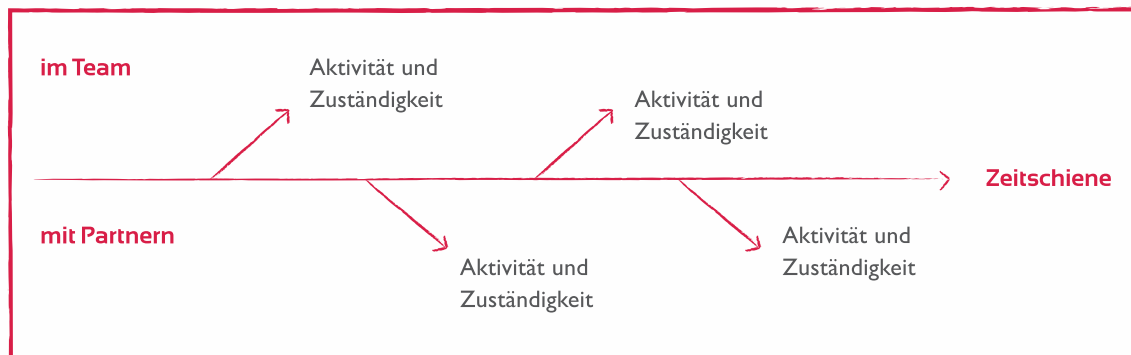 im Team
Aktivität und
Zuständigkeit
Aktivität und
Zuständigkeit
Zeitschiene
mit Partnern
Aktivität und
Zuständigkeit
Aktivität und
Zuständigkeit